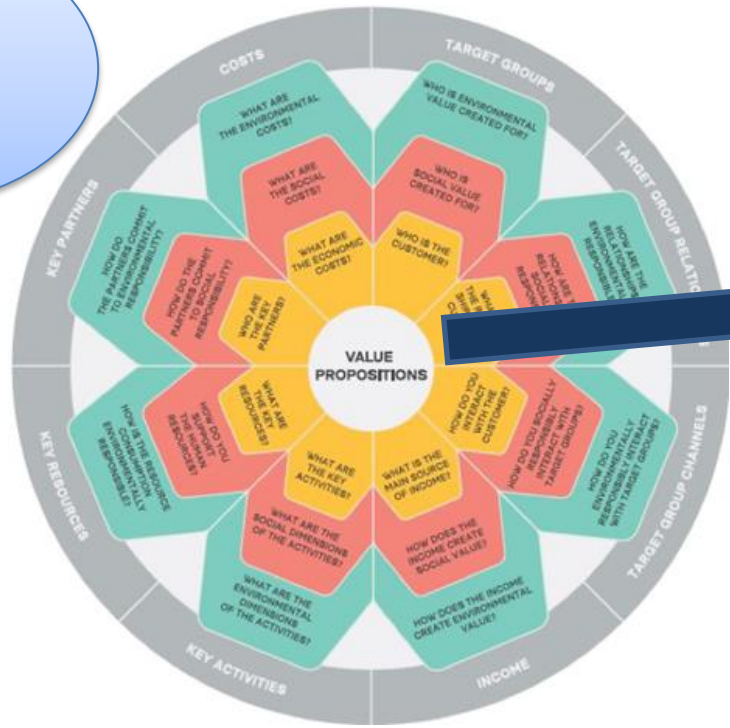 COSTS
TARGET GROUPS
TARGET GROUP
TARGET GROUP CHANNELS
INCOME
KEY ACTIVITIES
KEY RESOURCES
KEY PARTNERS
WHAT ARE
THE ENVIRONMENTAL
COSTS?
WHAT ARE
THE SOCIAL
COSTS?
WHAT ARE
THE ECONOMIC
COSTS?
WHO IS ENVIRONMENTAL
VALUE CREATED FOR?
WHO IS
SOCIAL VALUE
CREATED FOR?
WHO IS THE
CUSTOMER?
HOW ARE THE
HOW ARE
HOW DO
THE PARTNERS COMMIT
TO ENVIRONMENTAL
RESPONSIBILITY?
HOW DO THE
PARTNERS COMMIT
TO SOCIAL
RESPONSIBILITY?
WHO ARE
THE KEY
PARTNERS?
VALUE
PROPOSITIONS
HOW IS THE RESOURCE
CONSUMPTION
ENVIRONMENTALLY
RESPONSIBLE?
HOW DO YOU
SUPPORT
THE HUMAN
RESOURCES?
WHAT ARE
THE KEY
RESOURCES?
HOW DO YOU
INTERACT
WITH THE
CUSTOMER?
HOW DO YOU SOCIALLY
RESPONSIBLY
INTERACT WITH
TARGET GROUPS?
HOW DO YOU
ENVIRONMENTALLY
RESPONSIBLY INTERACT
WITH TARGET GROUPS?
WHAT ARE
THE KEY
ACTIVITIES?
WHAT ARE THE
SOCIAL DIMENSIONS
OF THE ACTIVITIES?
WHAT ARE THE
ENVIRONMENTAL
DIMENSIONS
OF THE ACTIVITIES?
WHAT IS THE
MAIN SOURCE
OF INCOME?
HOW DOES THE
INCOME CREATE
SOCIAL VALUE?
HOW DOES THE INCOME
CREATE ENVIRONMENTAL
VALUE?